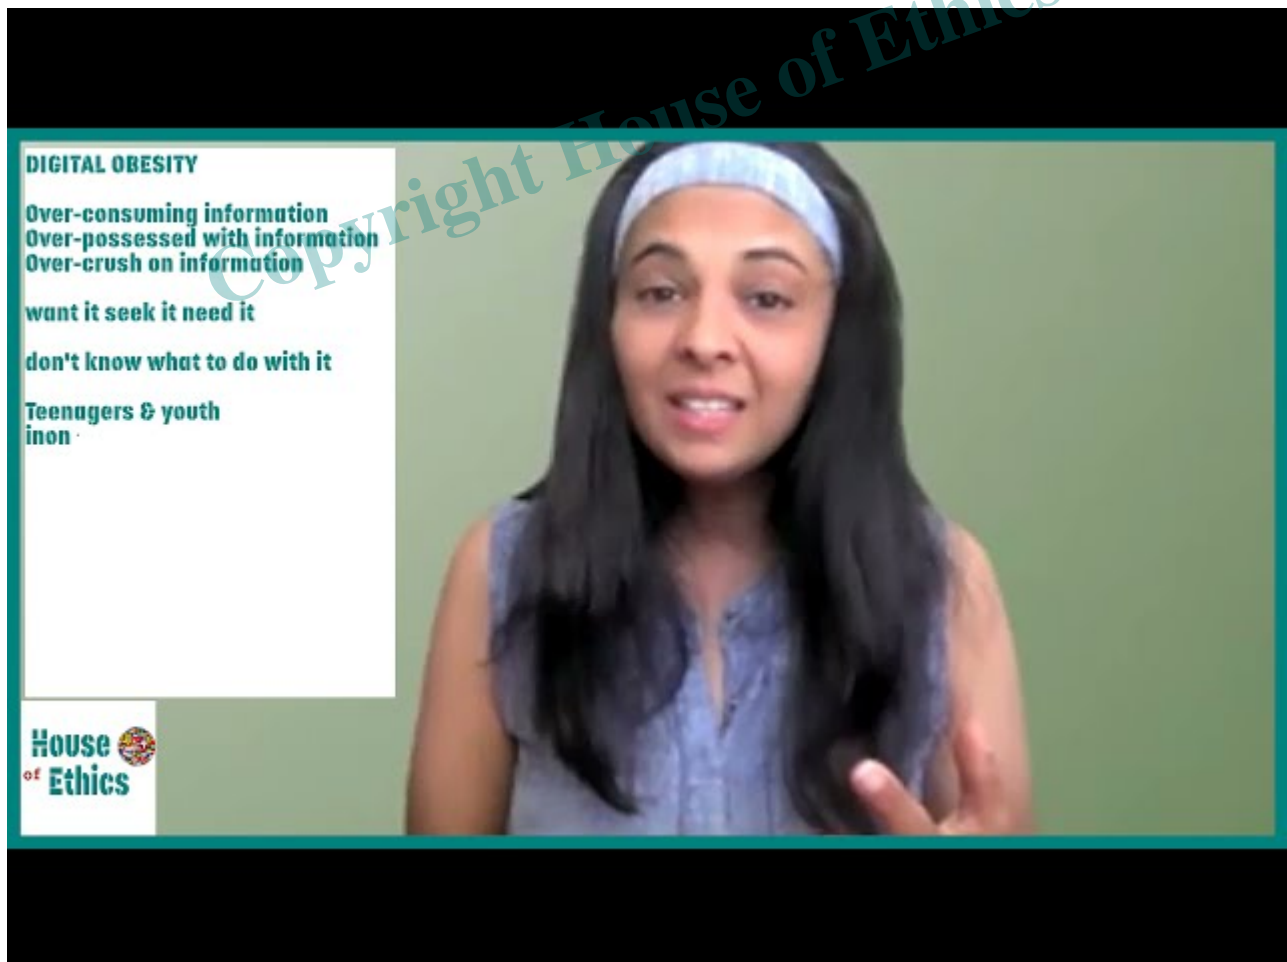 Copyright House of Ethics
DIGITAL OBESITY
Over-consuming information
Over-possessed with information
Over-crush on information
want it seek it need it
don't know what to do with it
Teenagers & youth
inon
House
of Ethics